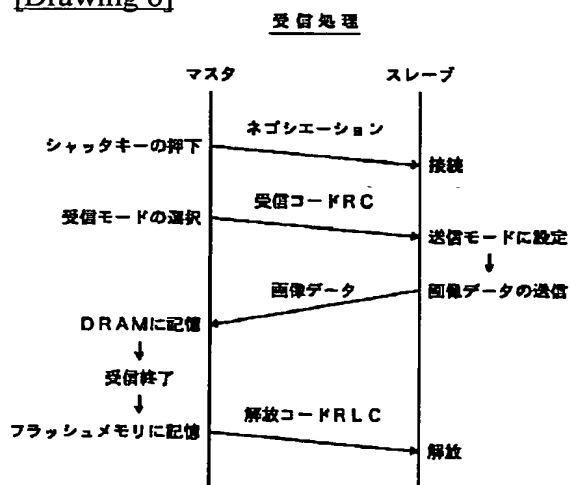 [Drawing 6]
受信処理
マスタ スレーブ
ネゴシエーション
シャッタキーの押下
接続
受信コードRC
受信モードの選択
送信モードに設定
↓
画像データ 画像データの送信
DRAMに記憶
↓
受信終了
↓
解放コードRLC
フラッシュメモリに記憶
解放